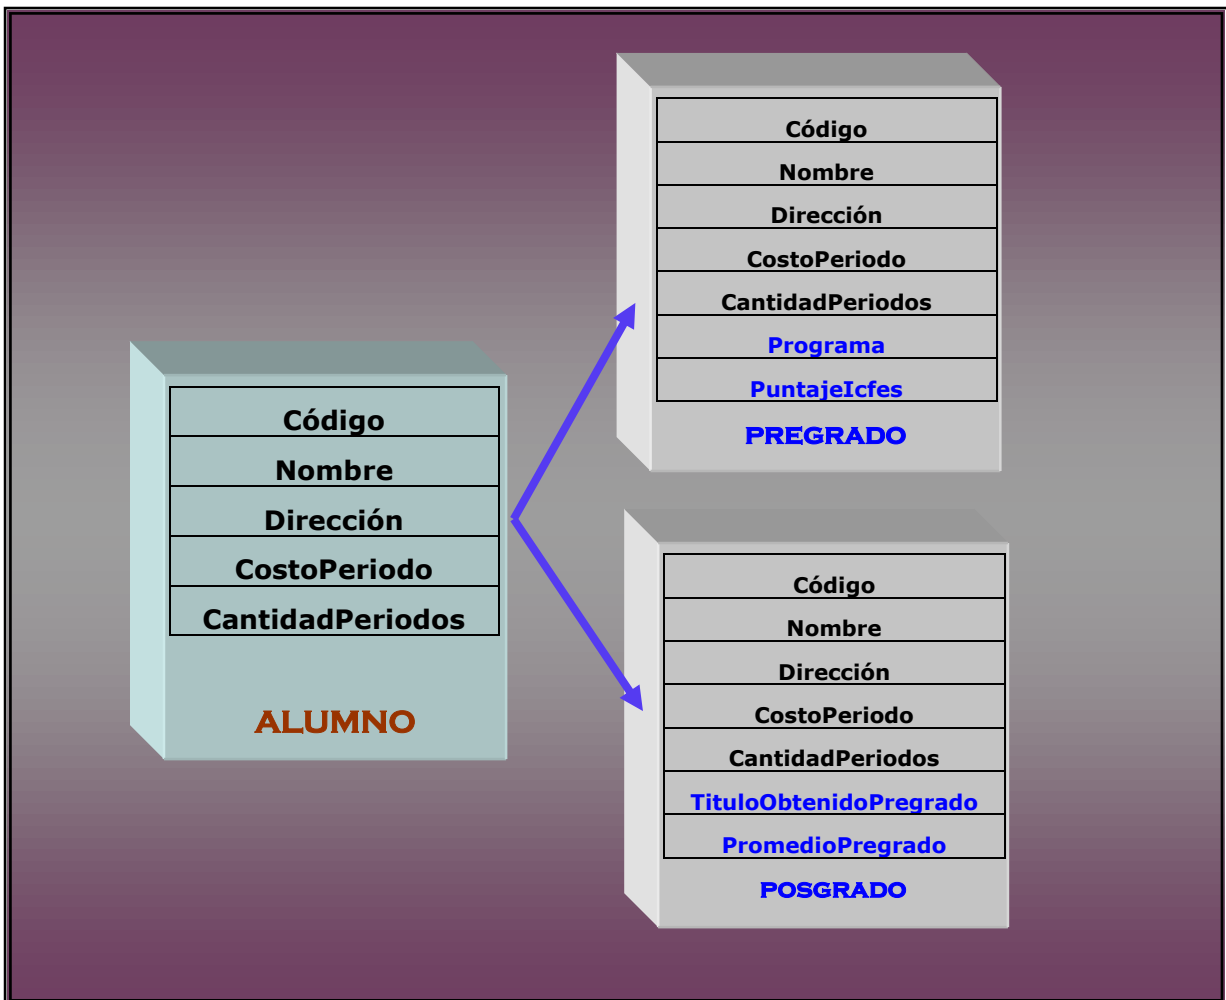 Código
Nombre
Dirección
CostoPeriodo
CantidadPeriodos
ALUMNO
Código
Nombre
Dirección
CostoPeriodo
CantidadPeriodos
Programa
PuntajeIcfes
PREGRADO
Código
Nombre
Dirección
CostoPeriodo
CantidadPeriodos
TituloObtenidoPregrado
PromedioPregrado
POSGRADO